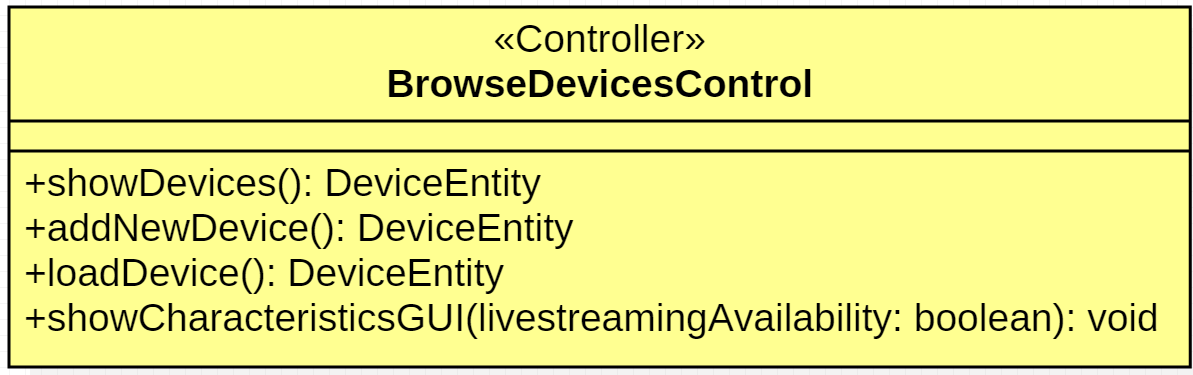 «Controller»
BrowseDevicesControl
+showDevices(): DeviceEntity
+addNewDevice(): DeviceEntity
+loadDevice(): DeviceEntity
+showCharacteristicsGUI(livestreamingAvailability: boolean): void